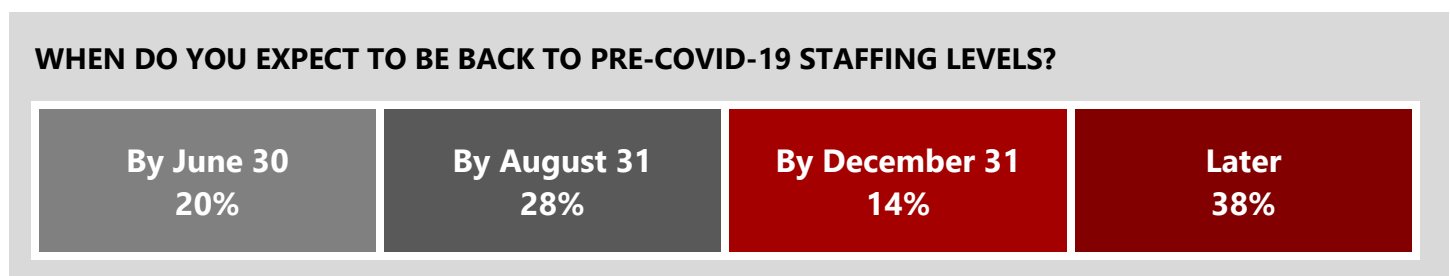 WHEN DO YOU EXPECT TO BE BACK TO PRE-COVID-19 STAFFING LEVELS?
By June 30
20%
By August 31
28%
By December 31
14%
Later
38%